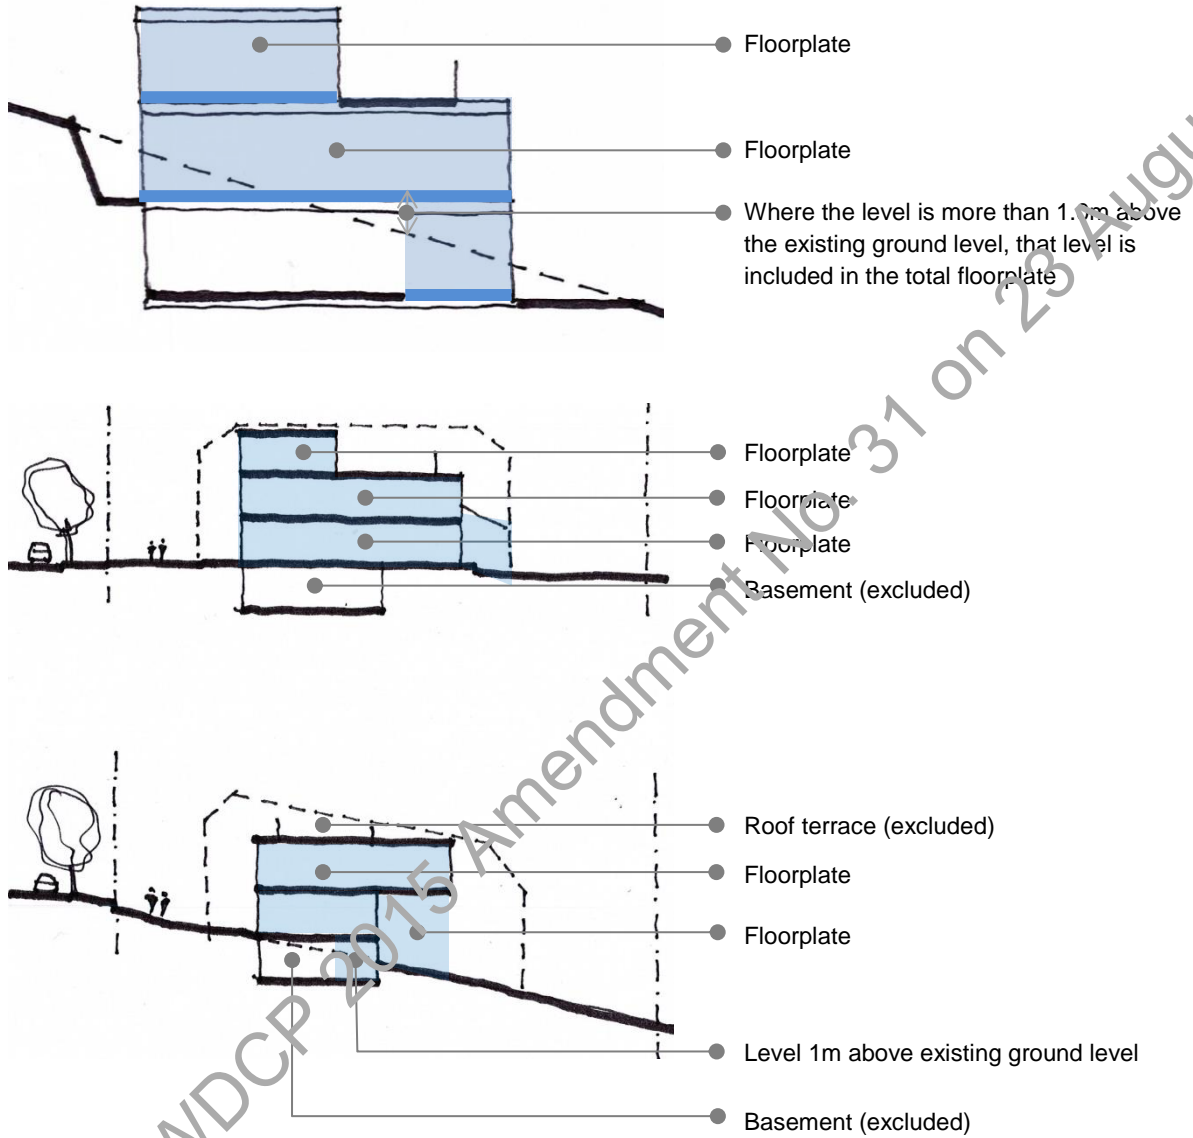 Floorplate
Floorplate
Where the level is more than 1.0m above
the existing ground level, that level is
included in the total floorplate
Floorplate
Floorplate
Floorplate
Basement (excluded)
Roof terrace (excluded)
Floorplate
Floorplate
Level 1m above existing ground level
Basement (excluded)
WDCP 2015 Amendment No. 31 on 23 Augu